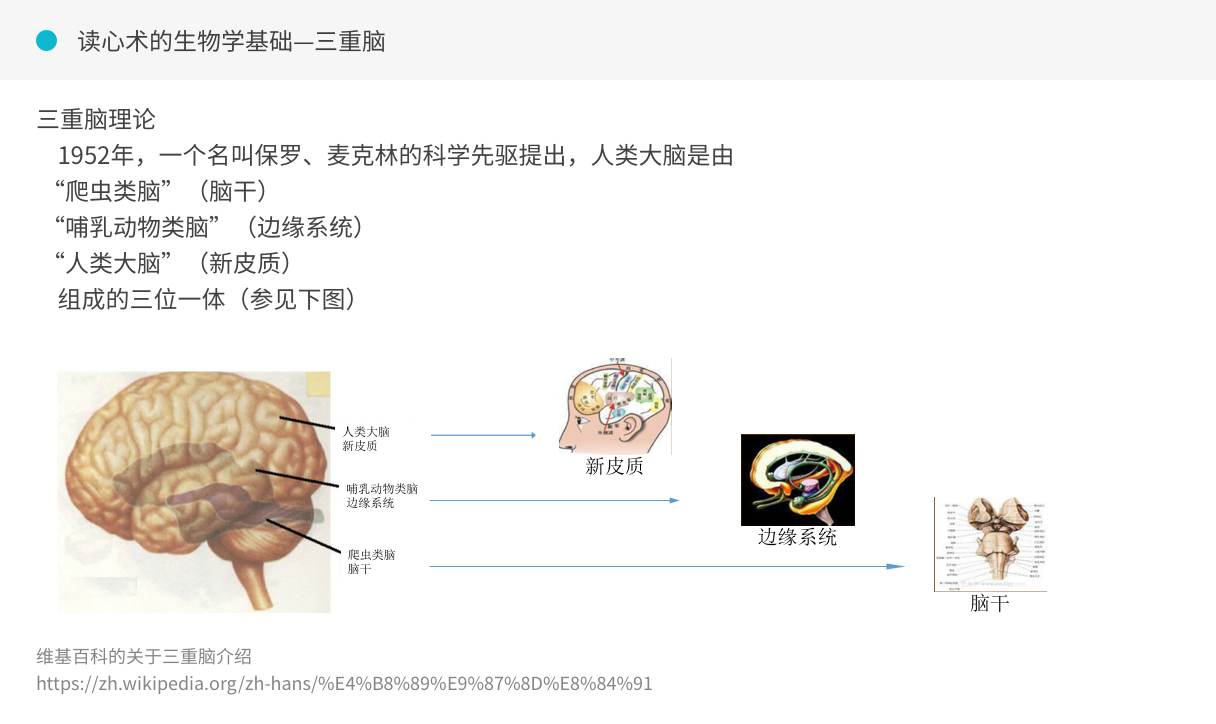 读心术的生物学基础—三重脑
三重脑理论
1952年，一个名叫保罗、麦克林的科学先驱提出，人类大脑是由
“爬虫类脑”（脑干）
“哺乳动物类脑”（边缘系统）
“人类大脑”（新皮质）
组成的三位一体（参见下图）
人类大脑
新皮质
哺乳动物类脑
边缘系统
爬虫类脑
脑干
新皮质
边缘系统
脑干
维基百科的关于三重脑介绍
https://zh.wikipedia.org/zh-hans/%E4%B8%89%E9%87%8D%E8%84%91